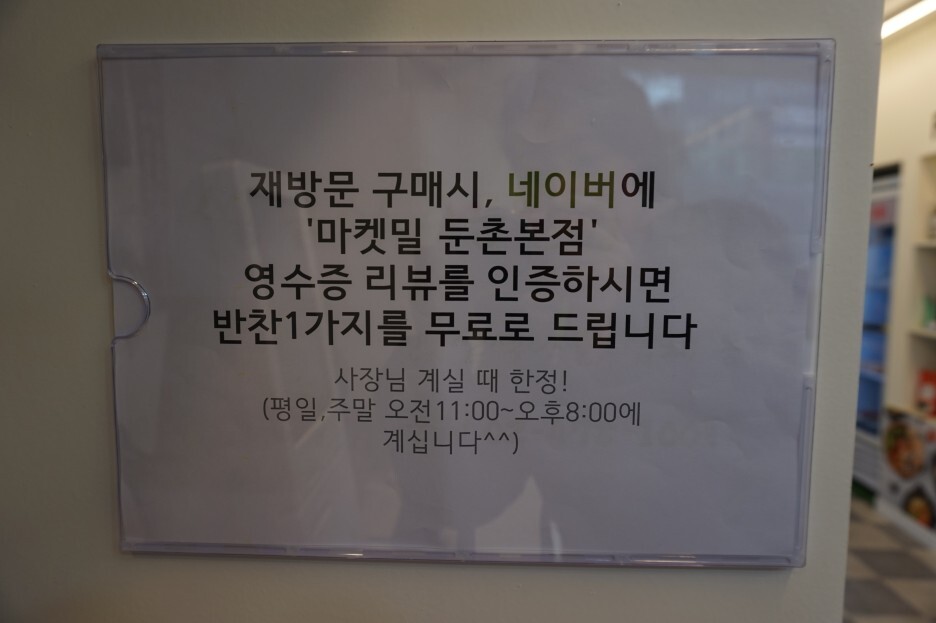 재방문 구매시, 네이버에
'마켓밀 둔촌본점'
영수증 리뷰를 인증하시면
반찬1가지를 무료로 드립니다
사장님 계실 때 한정!
(평일,주말 오전11:00~오후8:00에
계십니다^^)